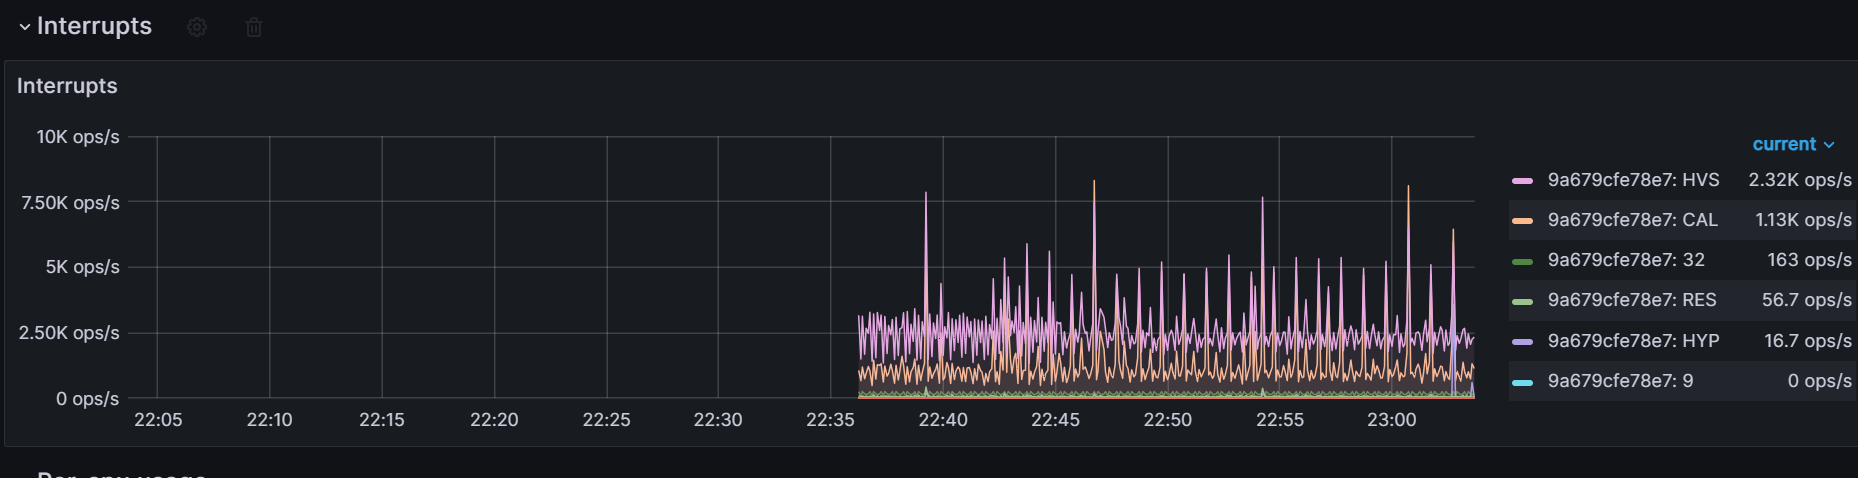 Interrupts
Interrupts
10K ops/s
7.50K ops/s
5K ops/s
2.50K ops/s
0 ops/s
22:05 22:10 22:15 22:20 22:25 22:30 22:35 22:40 22:45 22:50 22:55 23:00
current
9a679cfe78e7: HVS 2.32K ops/s
9a679cfe78e7: CAL 1.13K ops/s
9a679cfe78e7: 32 163 ops/s
9a679cfe78e7: RES 56.7 ops/s
9a679cfe78e7: HYP 16.7 ops/s
9a679cfe78e7: 9 0 ops/s